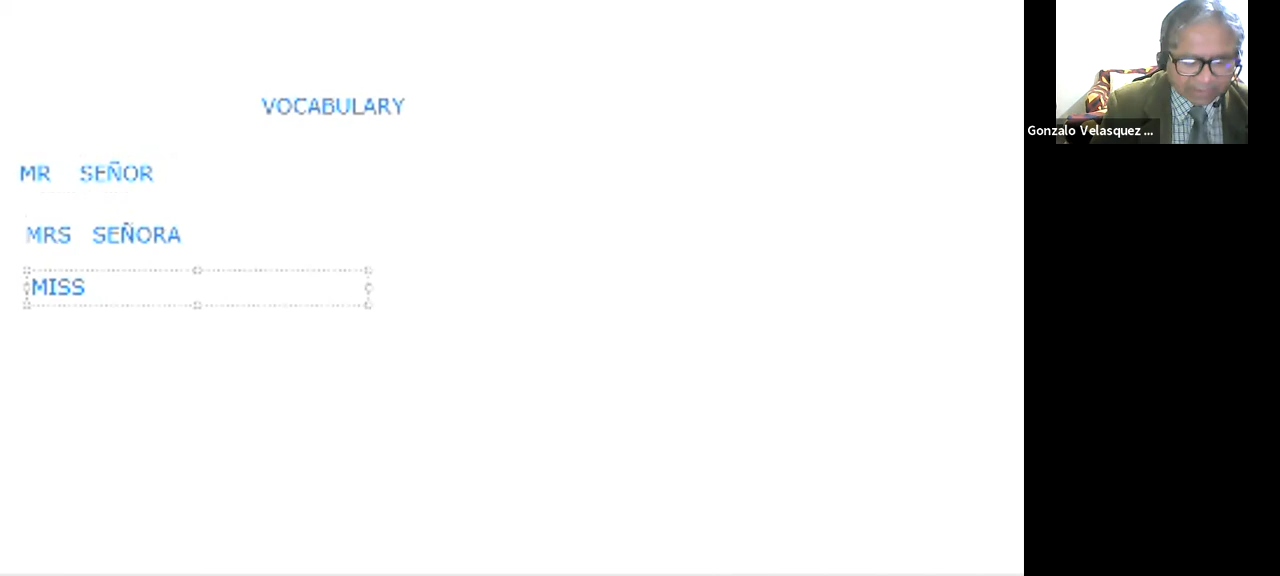 VOCABULARY
Gonzalo Velasquez ...
MR SEÑOR
MRS SEÑORA
MISS